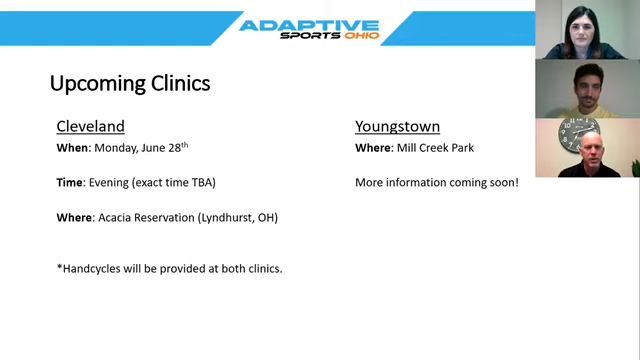 ADAPTIVE
SPORTS OHIO
Upcoming Clinics
Cleveland
When: Monday, June 28th
Time: Evening (exact time TBA)
Where: Acacia Reservation (Lyndhurst, OH)
*Handcycles will be provided at both clinics.
Youngstown
Where: Mill Creek Park
More information coming soon!